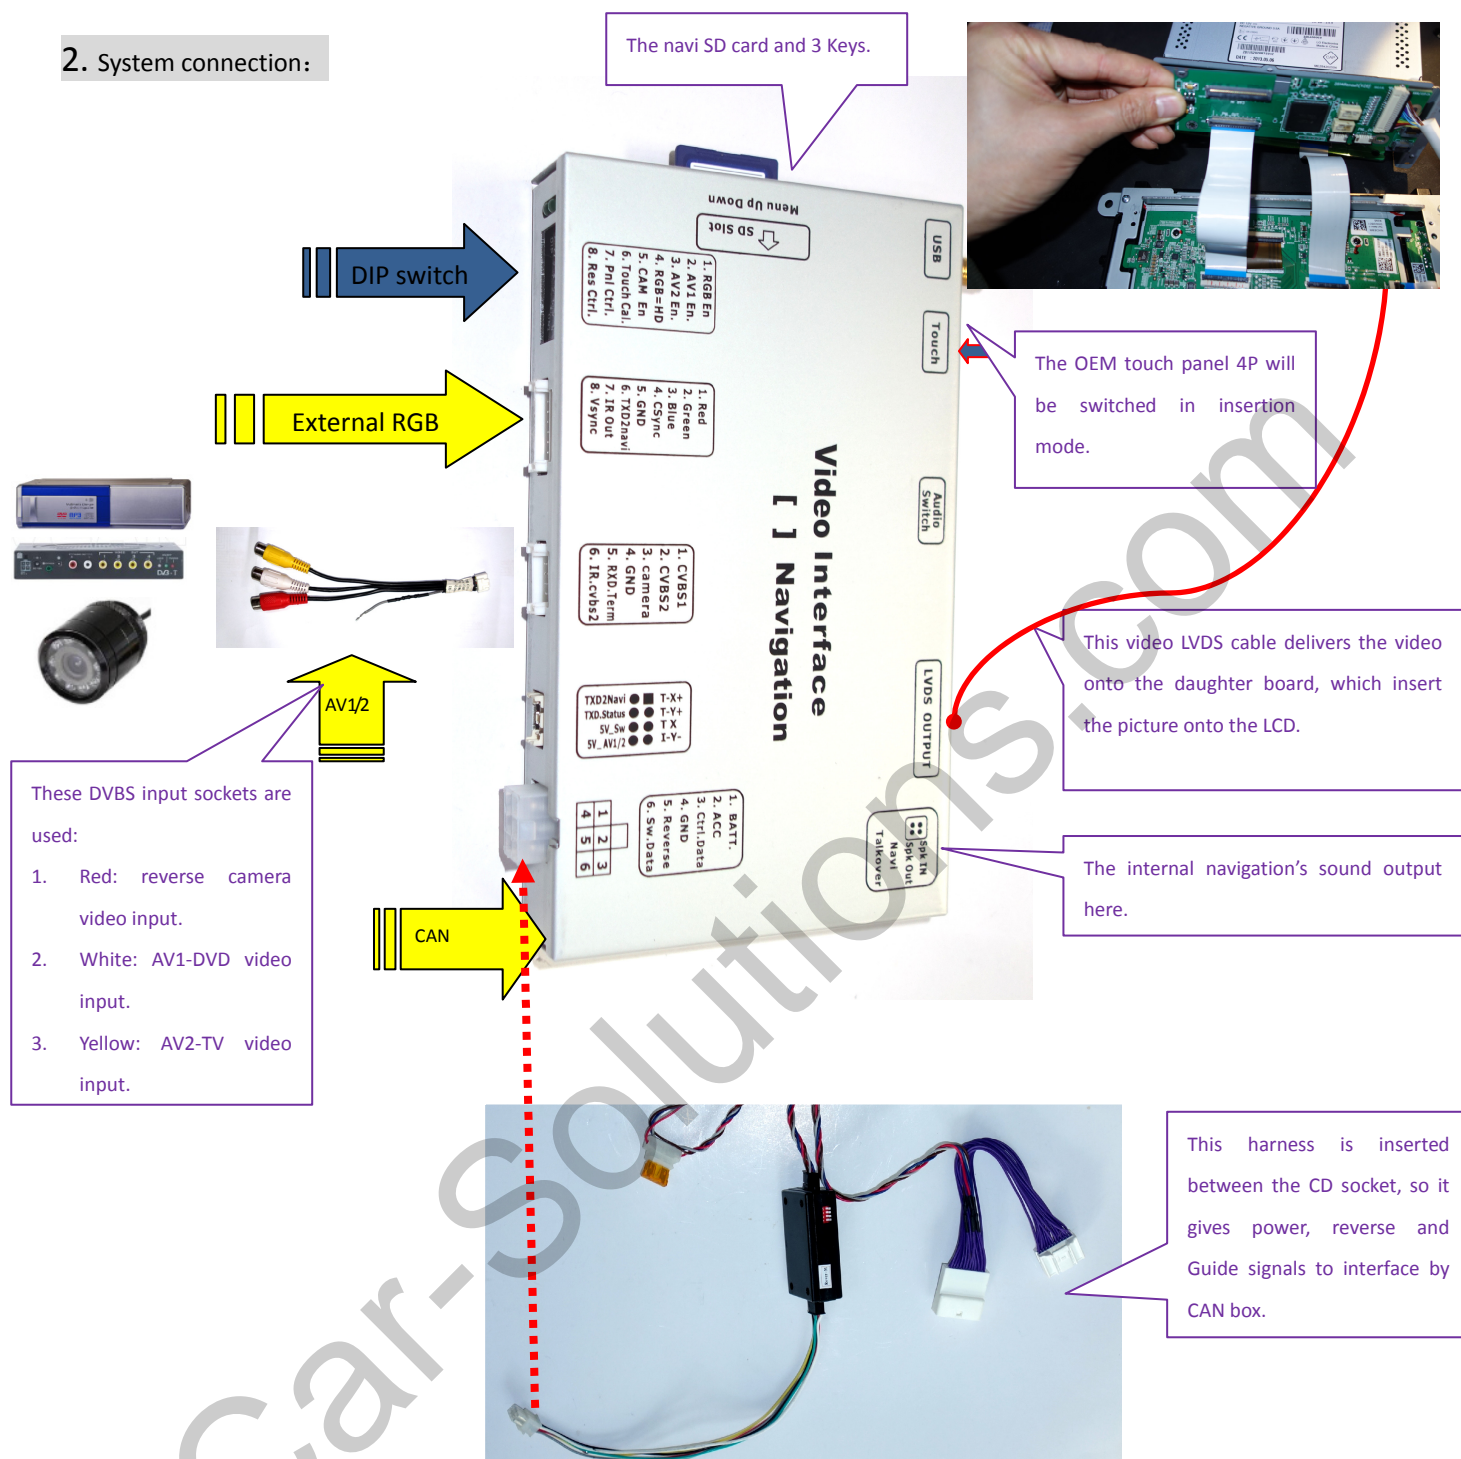 2. System connection:
The navi SD card and 3 Keys.
DATE : 2013.05.06
Menu Up Down
SD Slot
USB
DIP switch
1. RGB En
2. AV1 En.
3. AV2 En.
4. RGB=HD
5. CAM En
6. Touch Cal.
7. Pnl Ctrl.
8. Res Ctrl.
Touch
The OEM touch panel 4P will
be switched in insertion
mode.
External RGB
1. Red
2. Green
3. Blue
4. CSync
5. GND
6. TXD2navi
7. IR Out
8. Vsync
Video Interface
[ ] Navigation
Audio
Switch
DVB-T
1. CVBS1
2. CVBS2
3. camera
4. GND
5. RXD.Term
6. IR.cvbs2
This video LVDS cable delivers the video
onto the daughter board, which insert
the picture onto the LCD.
AV1/2
TXD2Navi T-X+
TXD.Status T-Y+
5V_Sw T X
5V_AV1/2 I-Y-
LVDS OUTPUT
These DVBS input sockets are
used:
1. Red: reverse camera
video input.
2. White: AV1-DVD video
input.
3. Yellow: AV2-TV video
input.
1 2 3
4 5 6
1. BATT.
2. ACC
3. Ctrl.Data
4. GND
5. Reverse
6. Sw.Data
Spk IN
Spk Out
Navi
Talkover
The internal navigation's sound output
here.
CAN
This harness is inserted
between the CD socket, so it
gives power, reverse and
Guide signals to interface by
CAN box.
Car-Solutions.com